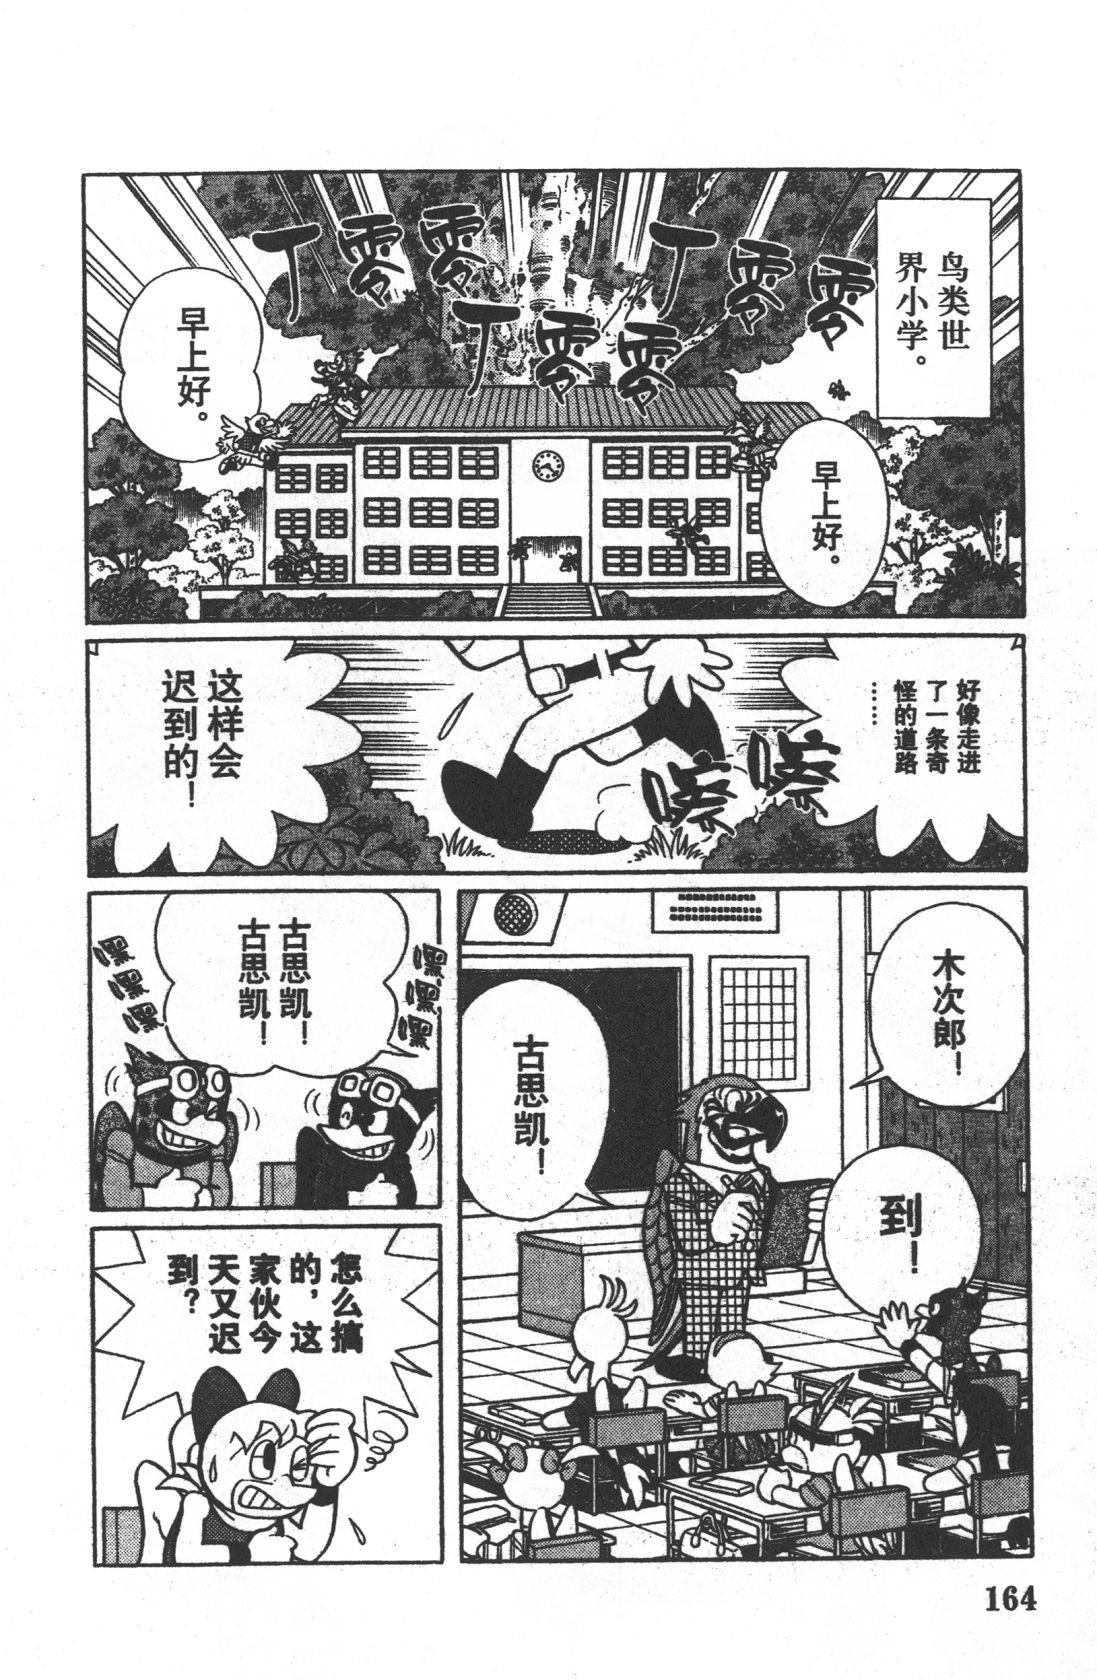 鸟类世
界小学。
丁零零
丁零零
丁零零
早上好。
早上好。
好像走进
了一条奇
怪的道路
……
嚓
嚓
这样会
迟到的！
木次郎！
到！
古思凯！
古思凯！
古思凯！
嘿嘿嘿
嘿嘿嘿
怎么搞
的，这
家伙今
天又迟
到？
164